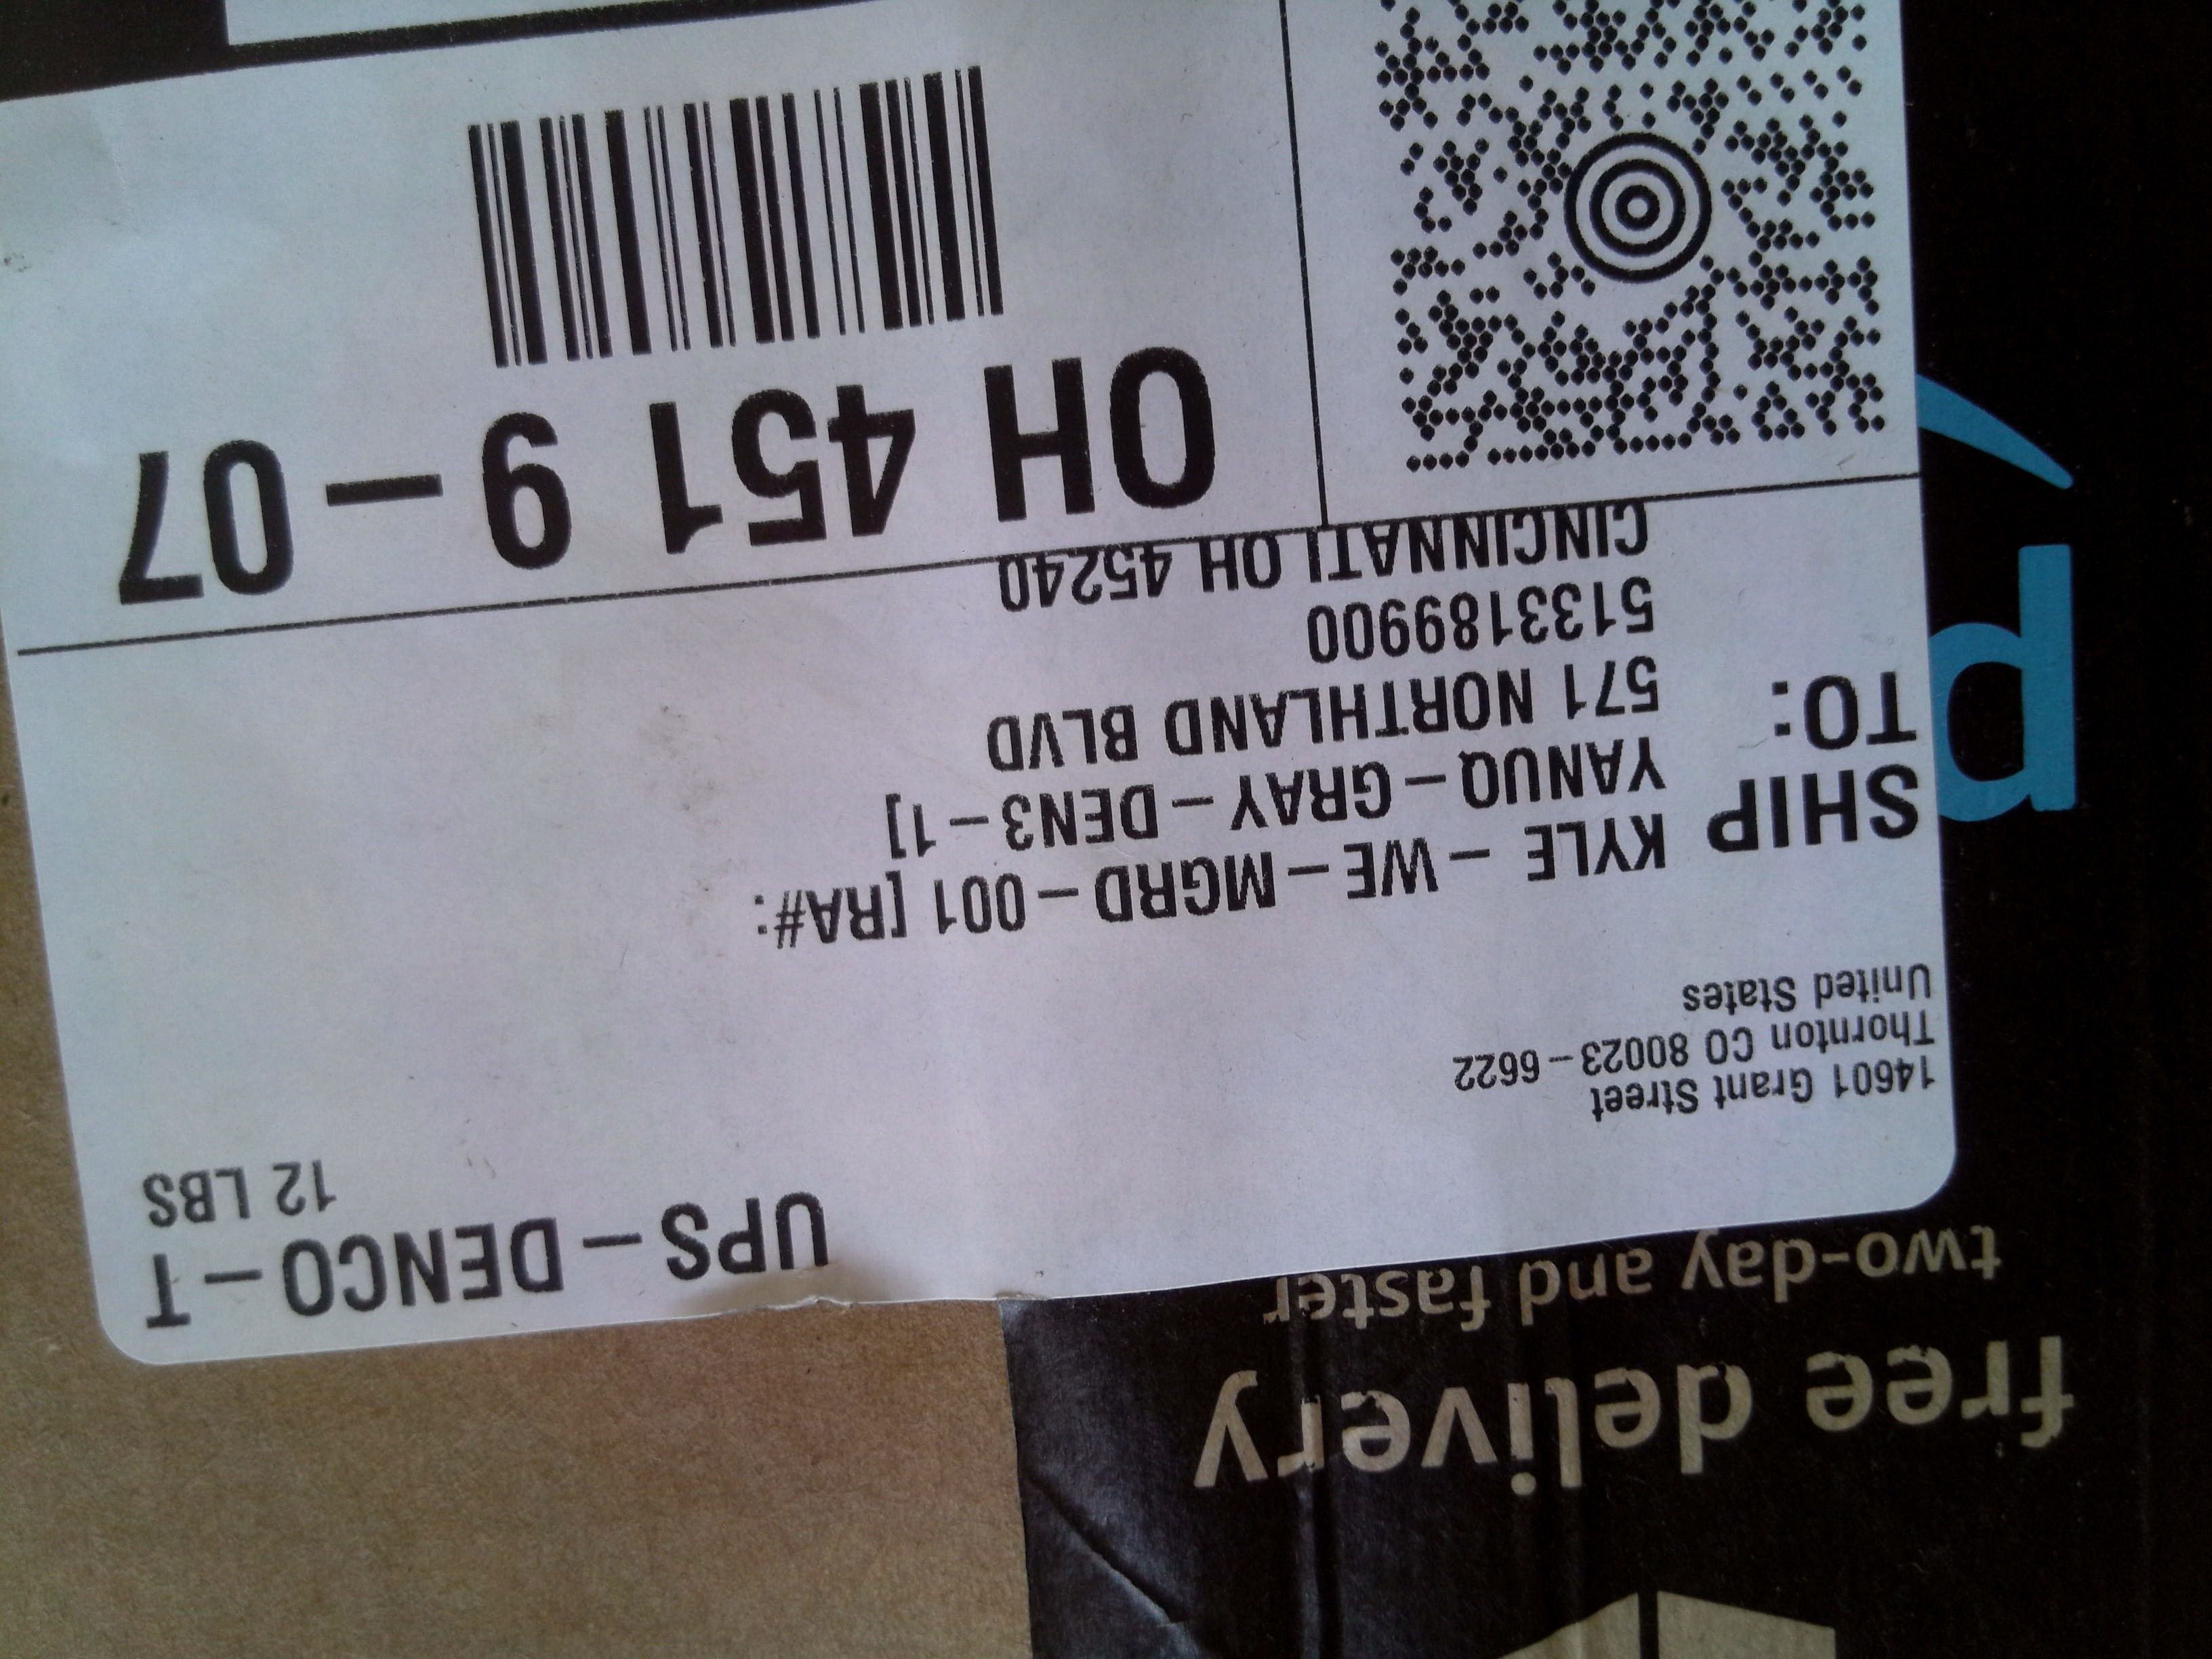 free delivery
two-day and faster
UPS-DENCO-T
12 LBS
14601 Grant Street
Thornton CO 80023-6622
United States
SHIP
TO:
KYLE - WE-MGRD-001 [RA#:
YANUQ-GRAY-DEN3-1]
571 NORTHLAND BLVD
5133189900
CINCINNATI OH 45240
OH 451 9-07